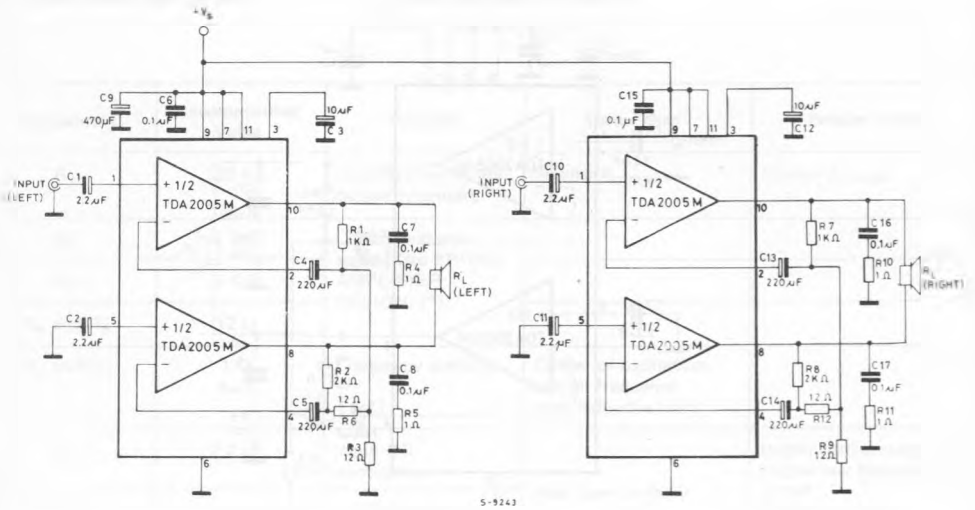 +Vs
C9
470µF
C6
0.1µF
9
7
11
3
10µF
C3
C15
0.1µF
9
7
11
3
10µF
C12
INPUT
(LEFT)
C1
2.2µF
1
+ 1/2
TDA2005M
−
10
2
R1
1KΩ
C4
220µF
C7
0.1µF
R4
1Ω
RL
(LEFT)
C2
2.2µF
5
+ 1/2
TDA2005M
−
8
4
R2
2KΩ
C5
220µF
12Ω
R6
R3
12Ω
C8
0.1µF
R5
1Ω
6
INPUT
(RIGHT)
C10
2.2µF
1
+ 1/2
TDA2005M
−
10
2
R7
1KΩ
C13
220µF
C16
0.1µF
R10
1Ω
RL
(RIGHT)
C11
2.2µF
5
+ 1/2
TDA2005M
−
8
4
R8
2KΩ
C14
220µF
12Ω
R12
R9
12Ω
C17
0.1µF
R11
1Ω
6
S-9243